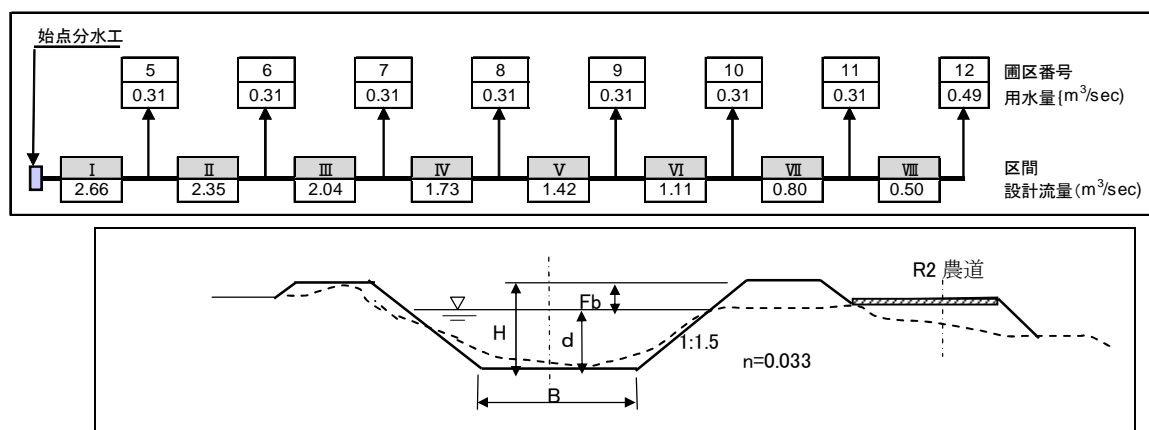 始点分水工
5 6 7 8 9 10 11 12 圃区番号
0.31 0.31 0.31 0.31 0.31 0.31 0.31 0.49 用水量{m³/sec)
Ⅰ Ⅱ Ⅲ Ⅳ Ⅴ Ⅵ Ⅶ Ⅷ 区間
2.66 2.35 2.04 1.73 1.42 1.11 0.80 0.50 設計流量(m³/sec)
R2 農道
Fb
H
d
1:1.5
n=0.033
B